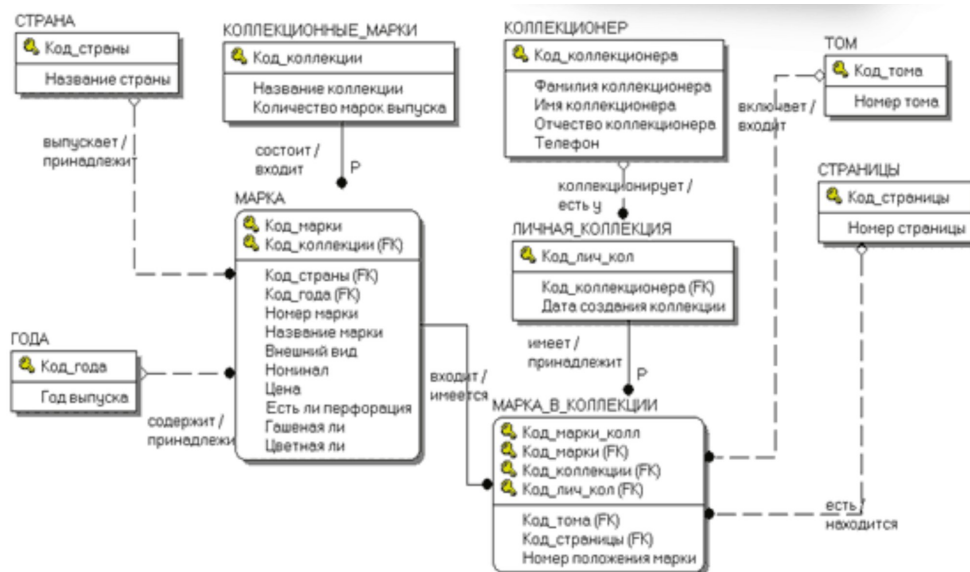 СТРАНА
Код_страны
Название страны
КОЛЛЕКЦИОННЫЕ_МАРКИ
Код_коллекции
Название коллекции
Количество марок выпуска
КОЛЛЕКЦИОНЕР
Код_коллекционера
Фамилия коллекционера
Имя коллекционера
Отчество коллекционера
Телефон
ТОМ
Код_тома
Номер тома
включает /
входит
выпускает /
принадлежит
состоит /
входит
P
коллекционирует /
есть у
СТРАНИЦЫ
Код_страницы
Номер страницы
МАРКА
Код_марки
Код_коллекции (FK)
Код_страны (FK)
Код_года (FK)
Номер марки
Название марки
Внешний вид
Номинал
Цена
Есть ли перфорация
Гашеная ли
Цветная ли
ЛИЧНАЯ_КОЛЛЕКЦИЯ
Код_лич_кол
Код_коллекционера (FK)
Дата создания коллекции
имеет /
принадлежит
P
ГОДА
Код_года
Год выпуска
содержит /
принадлежи
входит /
имеется
МАРКА_В_КОЛЛЕКЦИИ
Код_марки_колл
Код_марки (FK)
Код_коллекции (FK)
Код_лич_кол (FK)
Код_тома (FK)
Код_страницы (FK)
Номер положения марки
есть /
находится